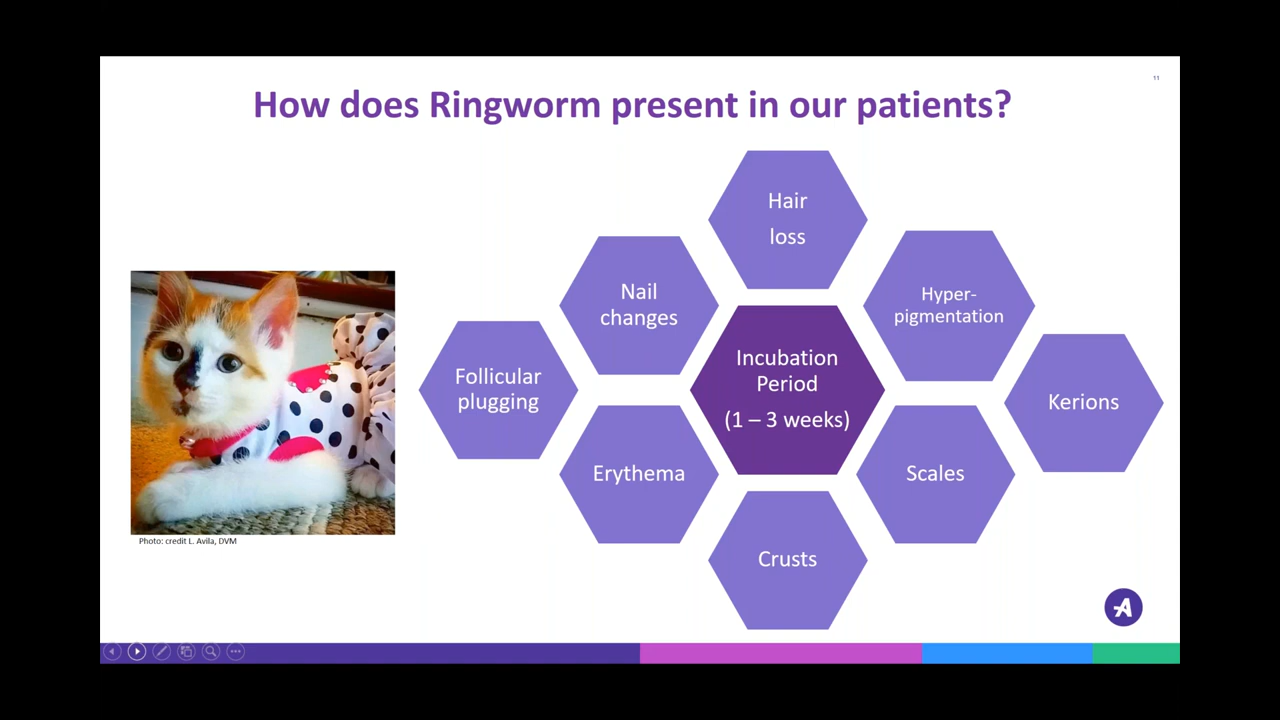 11
How does Ringworm present in our patients?
Hair
loss
Nail
changes
Hyper-
pigmentation
Follicular
plugging
Incubation
Period
(1 – 3 weeks)
Kerions
Erythema
Scales
Crusts
Photo: credit L. Avila, DVM
A